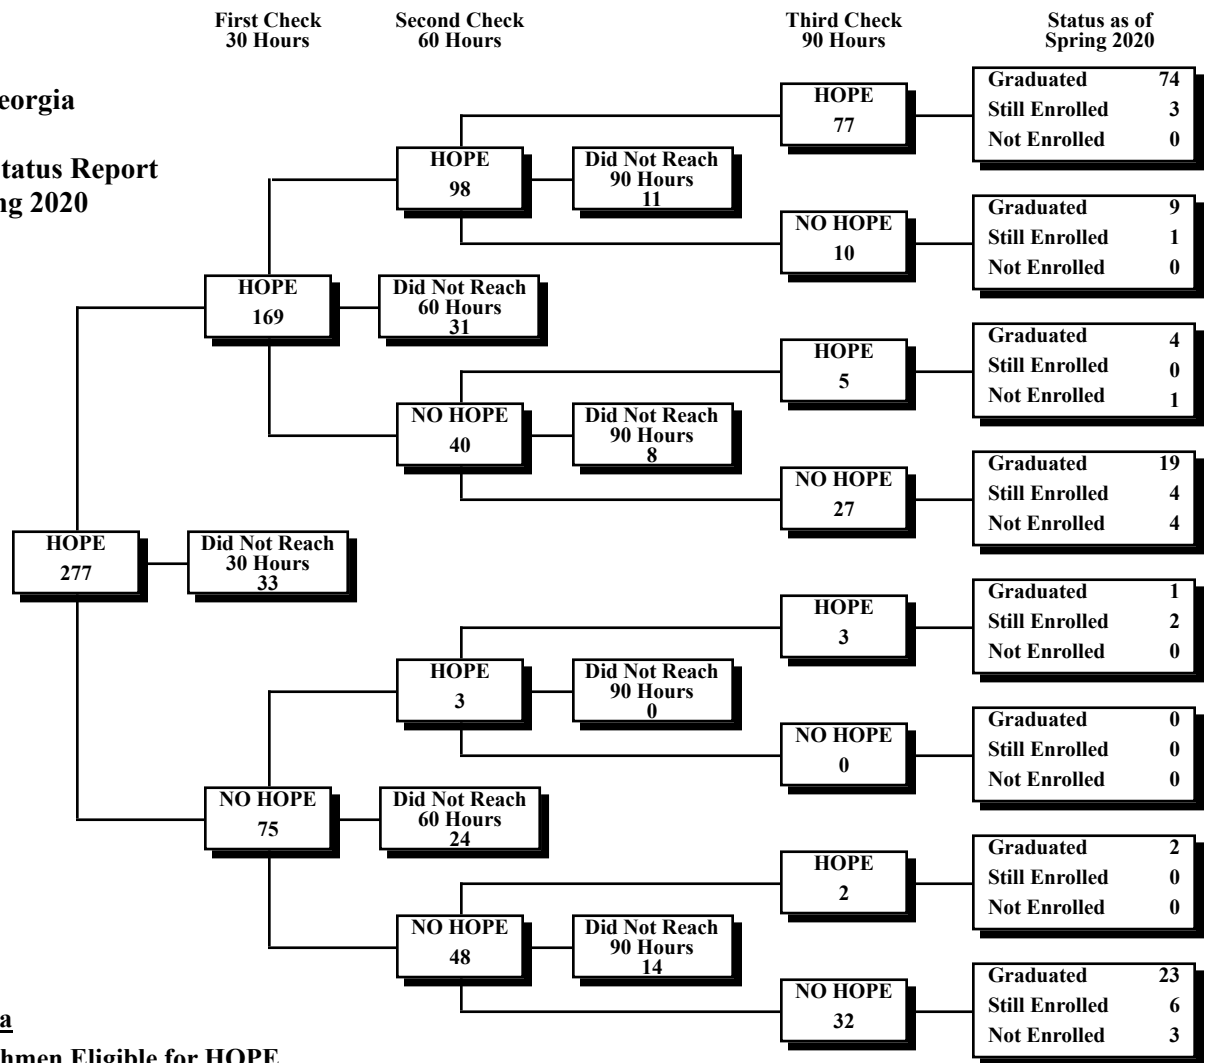 First Check
30 Hours
Second Check
60 Hours
Third Check
90 Hours
Status as of
Spring 2020
Status Report
2020
HOPE
77
Graduated 74
Still Enrolled 3
Not Enrolled 0
HOPE
98
Did Not Reach
90 Hours
11
NO HOPE
10
Graduated 9
Still Enrolled 1
Not Enrolled 0
HOPE
169
Did Not Reach
60 Hours
31
HOPE
5
Graduated 4
Still Enrolled 0
Not Enrolled 1
NO HOPE
40
Did Not Reach
90 Hours
8
NO HOPE
27
Graduated 19
Still Enrolled 4
Not Enrolled 4
HOPE
277
Did Not Reach
30 Hours
33
HOPE
3
Graduated 1
Still Enrolled 2
Not Enrolled 0
HOPE
3
Did Not Reach
90 Hours
0
NO HOPE
0
Graduated 0
Still Enrolled 0
Not Enrolled 0
NO HOPE
75
Did Not Reach
60 Hours
24
HOPE
2
Graduated 2
Still Enrolled 0
Not Enrolled 0
NO HOPE
48
Did Not Reach
90 Hours
14
NO HOPE
32
Graduated 23
Still Enrolled 6
Not Enrolled 3
Eligible for HOPE